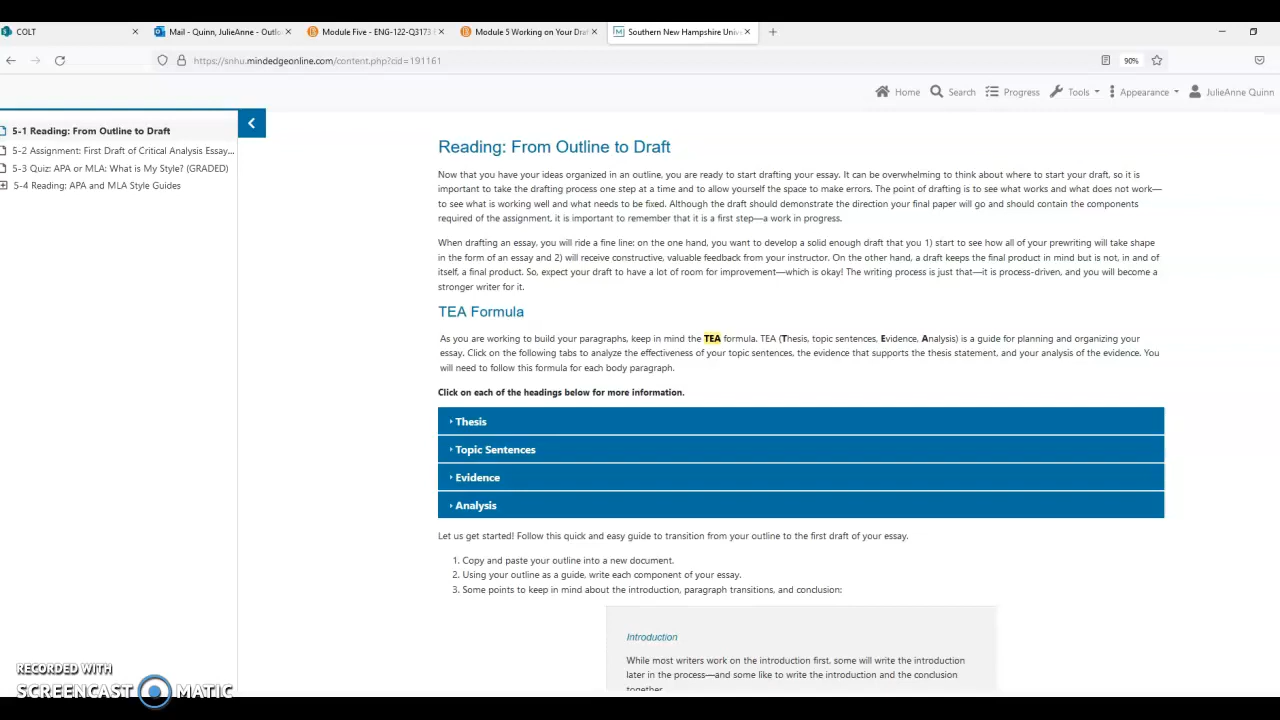 COLT
Mail - Quinn, JulieAnne - Outlo
Module Five - ENG-122-Q3173
Module 5 Working on Your Dra
Southern New Hampshire Univ
https://snhu.mindedgeonline.com/content.php?cid=191161
90%
Home Search Progress Tools Appearance JulieAnne Quinn
5-1 Reading: From Outline to Draft
5-2 Assignment: First Draft of Critical Analysis Essay...
5-3 Quiz: APA or MLA: What is My Style? (GRADED)
5-4 Reading: APA and MLA Style Guides
Reading: From Outline to Draft
Now that you have your ideas organized in an outline, you are ready to start drafting your essay. It can be overwhelming to think about where to start your draft, so it is
important to take the drafting process one step at a time and to allow yourself the space to make errors. The point of drafting is to see what works and what does not work—
to see what is working well and what needs to be fixed. Although the draft should demonstrate the direction your final paper will go and should contain the components
required of the assignment, it is important to remember that it is a first step—a work in progress.
When drafting an essay, you will ride a fine line: on the one hand, you want to develop a solid enough draft that you 1) start to see how all of your prewriting will take shape
in the form of an essay and 2) will receive constructive, valuable feedback from your instructor. On the other hand, a draft keeps the final product in mind but is not, in and of
itself, a final product. So, expect your draft to have a lot of room for improvement—which is okay! The writing process is just that—it is process-driven, and you will become a
stronger writer for it.
TEA Formula
As you are working to build your paragraphs, keep in mind the TEA formula. TEA (Thesis, topic sentences, Evidence, Analysis) is a guide for planning and organizing your
essay. Click on the following tabs to analyze the effectiveness of your topic sentences, the evidence that supports the thesis statement, and your analysis of the evidence. You
will need to follow this formula for each body paragraph.
Click on each of the headings below for more information.
Thesis
Topic Sentences
Evidence
Analysis
Let us get started! Follow this quick and easy guide to transition from your outline to the first draft of your essay.
1. Copy and paste your outline into a new document.
2. Using your outline as a guide, write each component of your essay.
3. Some points to keep in mind about the introduction, paragraph transitions, and conclusion:
Introduction
While most writers work on the introduction first, some will write the introduction
later in the process—and some like to write the introduction and the conclusion
together
RECORDED WITH
SCREENCAST MATIC